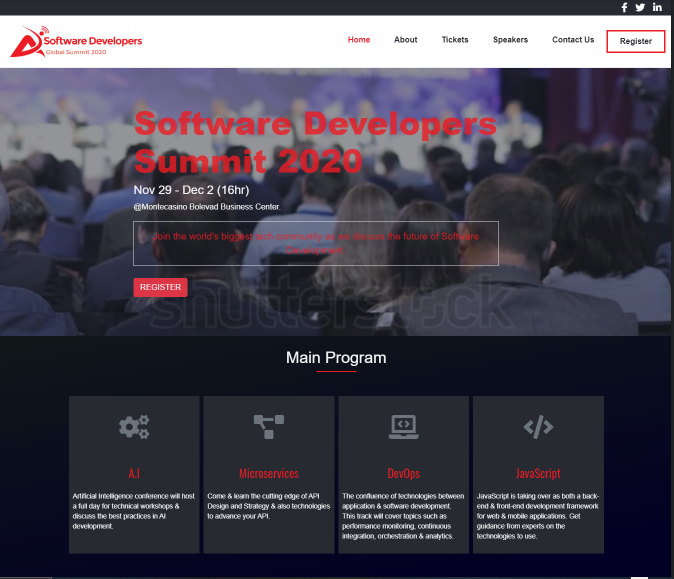 Software Developers
Global Summit 2020
Home
About
Tickets
Speakers
Contact Us
Register
Software Developers
Summit 2020
Nov 29 - Dec 2 (16hr)
@Montecasino Bolevad Business Center.
Join the world's biggest tech community as we discuss the future of Software
REGISTER
shutterstock
Main Program
A.I
Artificial Intelligence conference will host
a full day for technical workshops &
discuss the best practices in AI
development.
Microservices
Come & learn the cutting edge of API
Design and Strategy & also technologies
to advance your API.
DevOps
The confluence of technologies between
application & software development.
This track will cover topics such as
performance monitoring, continuous
integration, orchestration & analytics.
JavaScript
JavaScript is taking over as both a back-
end & front-end development framework
for web & mobile applications. Get
guidance from experts on the
technologies to use.